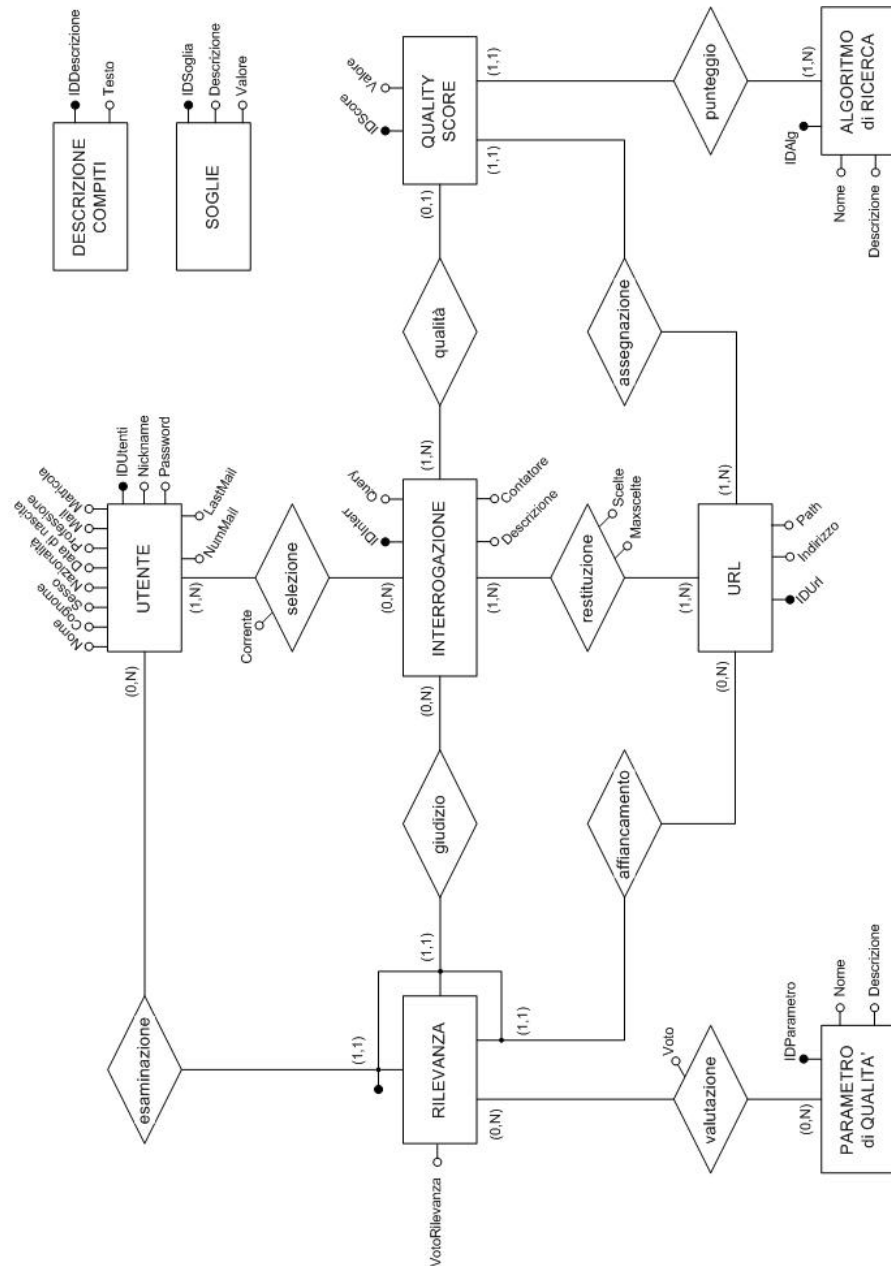 IDDescrizione
Testo
DESCRIZIONE
COMPITI
IDSoglia
Descrizione
Valore
SOGLIE
Nome
Cognome
Sesso
Nazionalità
Data di nascita
Professione
Mail
Matricola
IDUtenti
Nickname
Password
LastMail
NumMail
UTENTE
(0,N)
(1,N)
esaminazione
(1,1)
selezione
Corrente
(0,N)
VotoRilevanza
RILEVANZA
(1,1)
giudizio
(0,N)
INTERROGAZIONE
IDInterr
Query
Descrizione
Contatore
(1,N)
qualità
(0,1)
QUALITY
SCORE
IDScore
Valore
(1,1)
(1,1)
(0,N)
(1,1)
(1,N)
restituzione
Scelte
Maxscelte
affiancamento
assegnazione
valutazione
Voto
punteggio
(1,N)
(0,N)
URL
(1,N)
IDUrl
Indirizzo
Path
(0,N)
PARAMETRO
di QUALITA'
IDParametro
Nome
Descrizione
(1,N)
ALGORITMO
di RICERCA
IDAlg
Nome
Descrizione